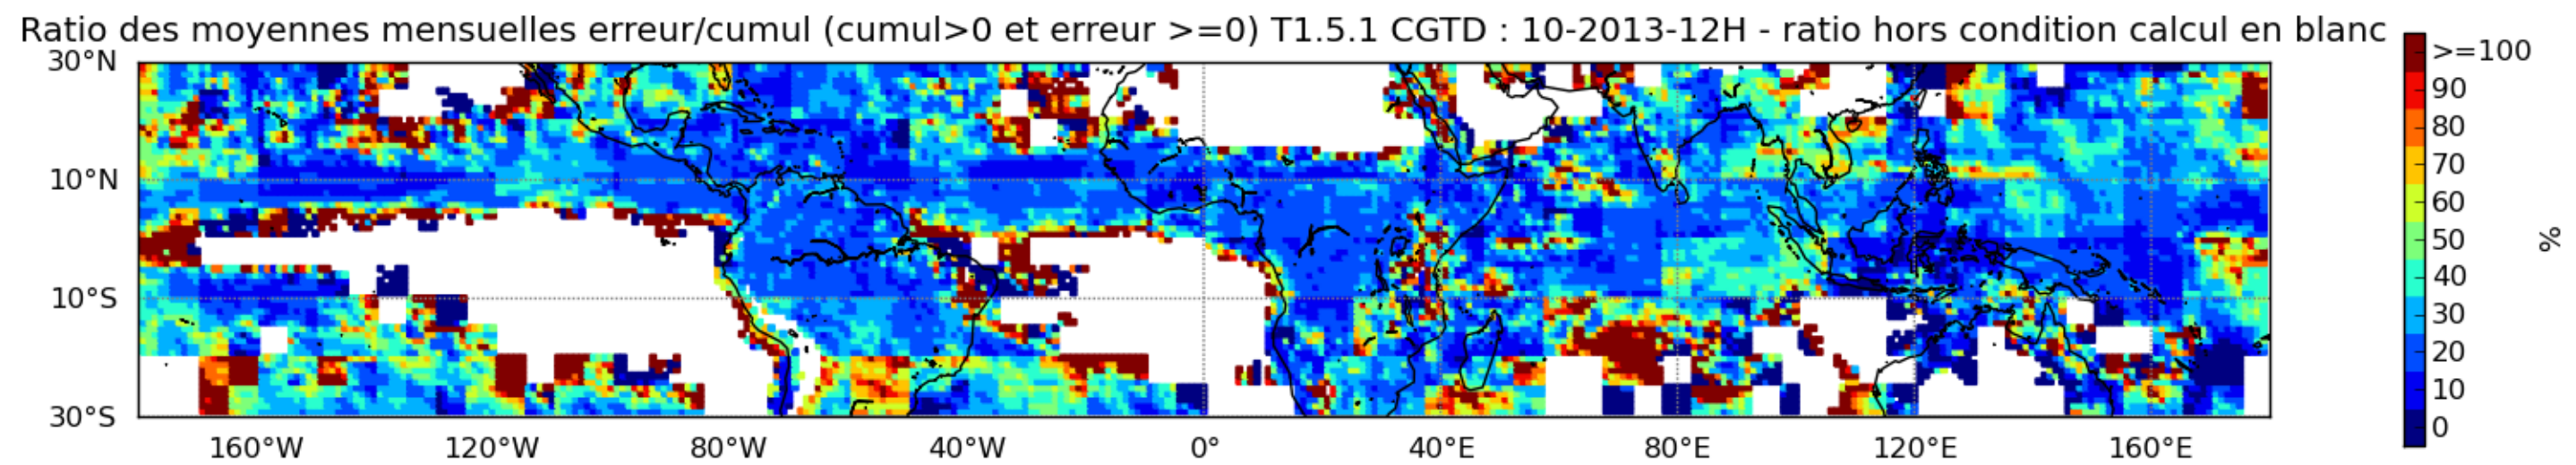 Ratio des moyennes mensuelles erreur/cumul (cumul>0 et erreur >=0) T1.5.1 CGTD : 10-2013-12H - ratio hors condition calcul en blanc
30°N
10°N
10°S
30°S
160°W 120°W 80°W 40°W 0° 40°E 80°E 120°E 160°E
>=100
90
80
70
60
50
40
30
20
10
0
%